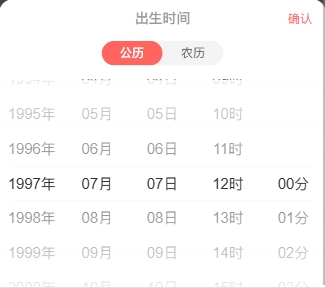 出生时间 确认
公历 农历
1995年 05月 05日 10时
1996年 06月 06日 11时
1997年 07月 07日 12时 00分
1998年 08月 08日 13时 01分
1999年 09月 09日 14时 02分